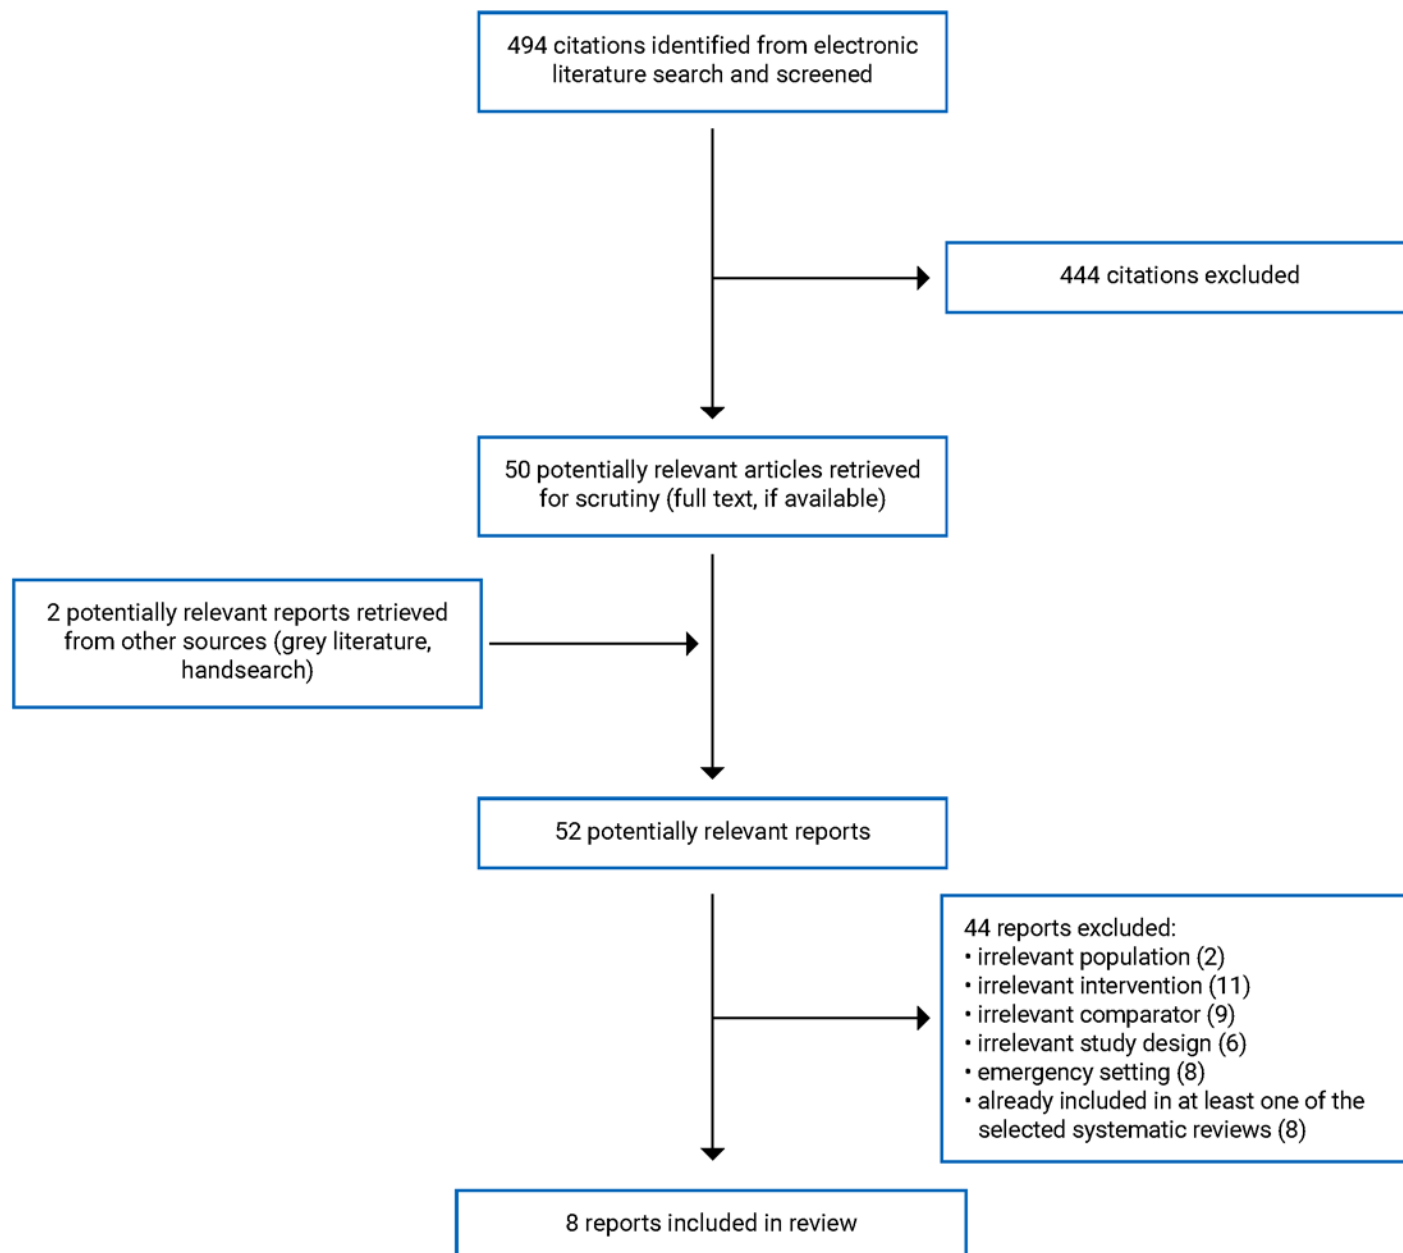 494 citations identified from electronic
literature search and screened
444 citations excluded
50 potentially relevant articles retrieved
for scrutiny (full text, if available)
2 potentially relevant reports retrieved
from other sources (grey literature,
handsearch)
52 potentially relevant reports
44 reports excluded:
• irrelevant population (2)
• irrelevant intervention (11)
• irrelevant comparator (9)
• irrelevant study design (6)
• emergency setting (8)
• already included in at least one of the
selected systematic reviews (8)
8 reports included in review